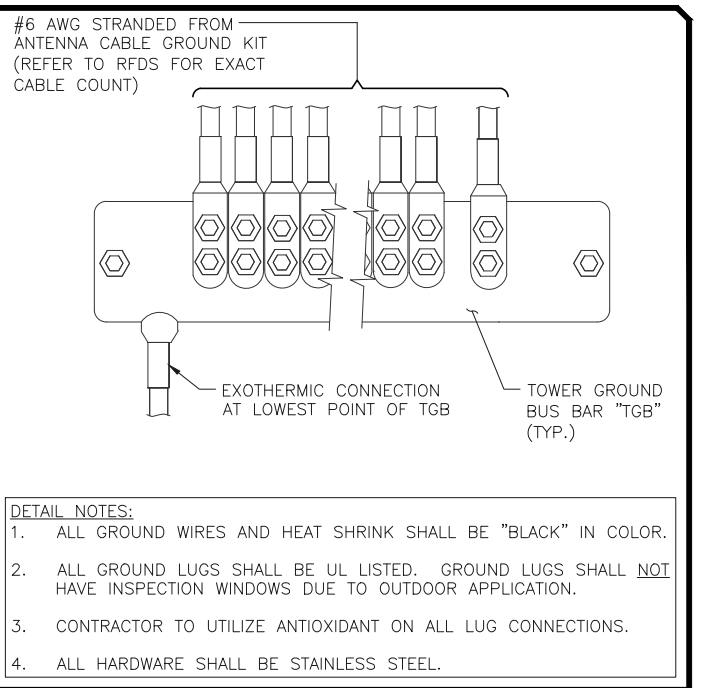 #6 AWG STRANDED FROM
ANTENNA CABLE GROUND KIT
(REFER TO RFDS FOR EXACT
CABLE COUNT)
EXOTHERMIC CONNECTION
AT LOWEST POINT OF TGB
TOWER GROUND
BUS BAR "TGB"
(TYP.)
DETAIL NOTES:
1. ALL GROUND WIRES AND HEAT SHRINK SHALL BE "BLACK" IN COLOR.
2. ALL GROUND LUGS SHALL BE UL LISTED. GROUND LUGS SHALL NOT
HAVE INSPECTION WINDOWS DUE TO OUTDOOR APPLICATION.
3. CONTRACTOR TO UTILIZE ANTIOXIDANT ON ALL LUG CONNECTIONS.
4. ALL HARDWARE SHALL BE STAINLESS STEEL.